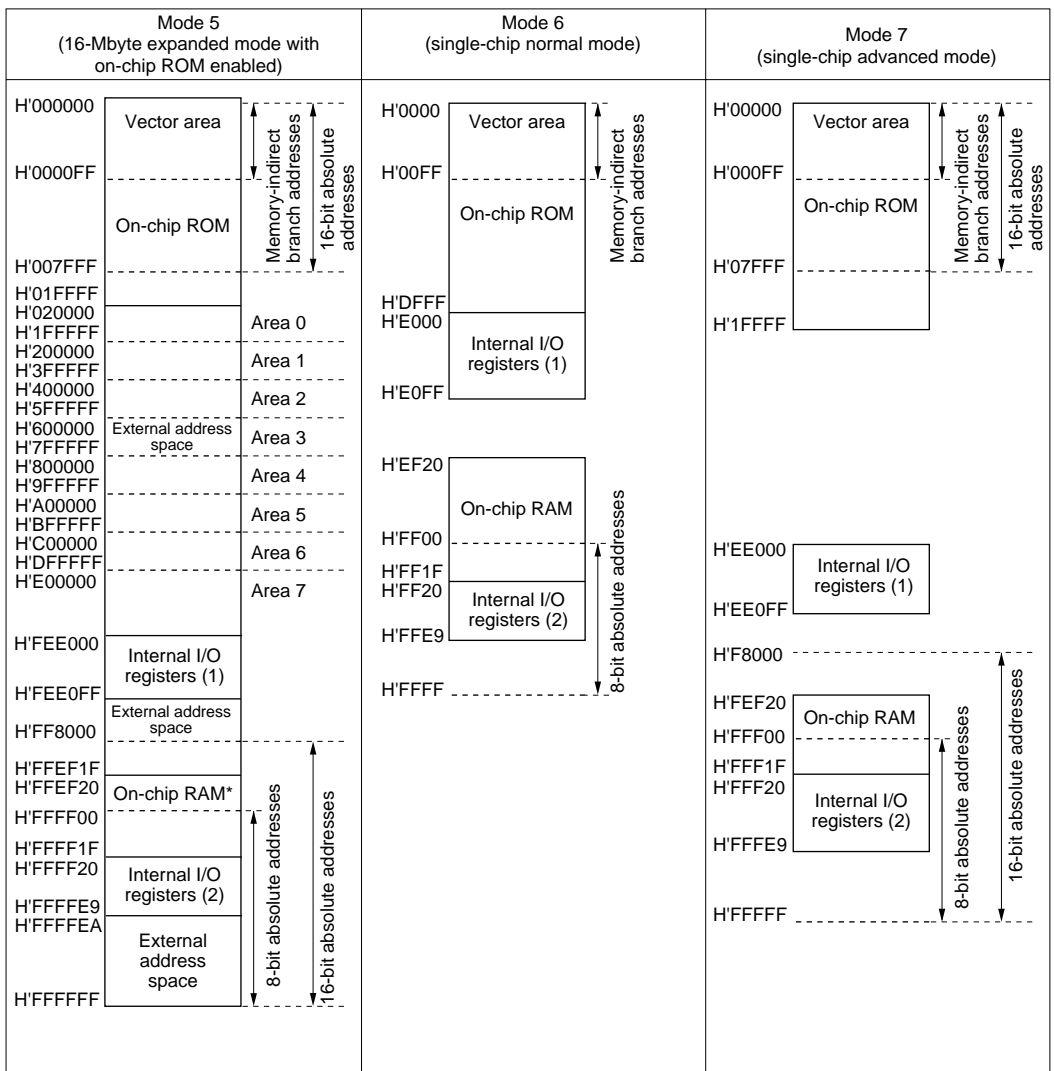 Mode 5
(16-Mbyte expanded mode with
on-chip ROM enabled)
H'000000
Vector area
H'0000FF
On-chip ROM
H'007FFF
H'01FFFF
H'020000
Area 0
H'1FFFFF
H'200000
Area 1
H'3FFFFF
H'400000
Area 2
H'5FFFFF
H'600000
External address
space
Area 3
H'7FFFFF
H'800000
Area 4
H'9FFFFF
H'A00000
Area 5
H'BFFFFF
H'C00000
Area 6
H'DFFFFF
H'E00000
Area 7
H'FEE000
Internal I/O
registers (1)
H'FEE0FF
External address
space
H'FF8000
H'FFEF1F
H'FFEF20
On-chip RAM*
H'FFFF00
H'FFFF1F
H'FFFF20
Internal I/O
registers (2)
H'FFFFE9
H'FFFFEA
External
address
space
H'FFFFFF
Memory-indirect
branch addresses
16-bit absolute
addresses
8-bit absolute addresses
16-bit absolute addresses
Mode 6
(single-chip normal mode)
H'0000
Vector area
H'00FF
On-chip ROM
H'DFFF
H'E000
Internal I/O
registers (1)
H'E0FF
H'EF20
On-chip RAM
H'FF00
H'FF1F
H'FF20
Internal I/O
registers (2)
H'FFE9
H'FFFF
Memory-indirect
branch addresses
8-bit absolute addresses
Mode 7
(single-chip advanced mode)
H'00000
Vector area
H'000FF
On-chip ROM
H'07FFF
H'1FFFF
H'EE000
Internal I/O
registers (1)
H'EE0FF
H'F8000
H'FEF20
On-chip RAM
H'FFF00
H'FFF1F
H'FFF20
Internal I/O
registers (2)
H'FFFE9
H'FFFFF
Memory-indirect
branch addresses
16-bit absolute
addresses
8-bit absolute addresses
16-bit absolute addresses